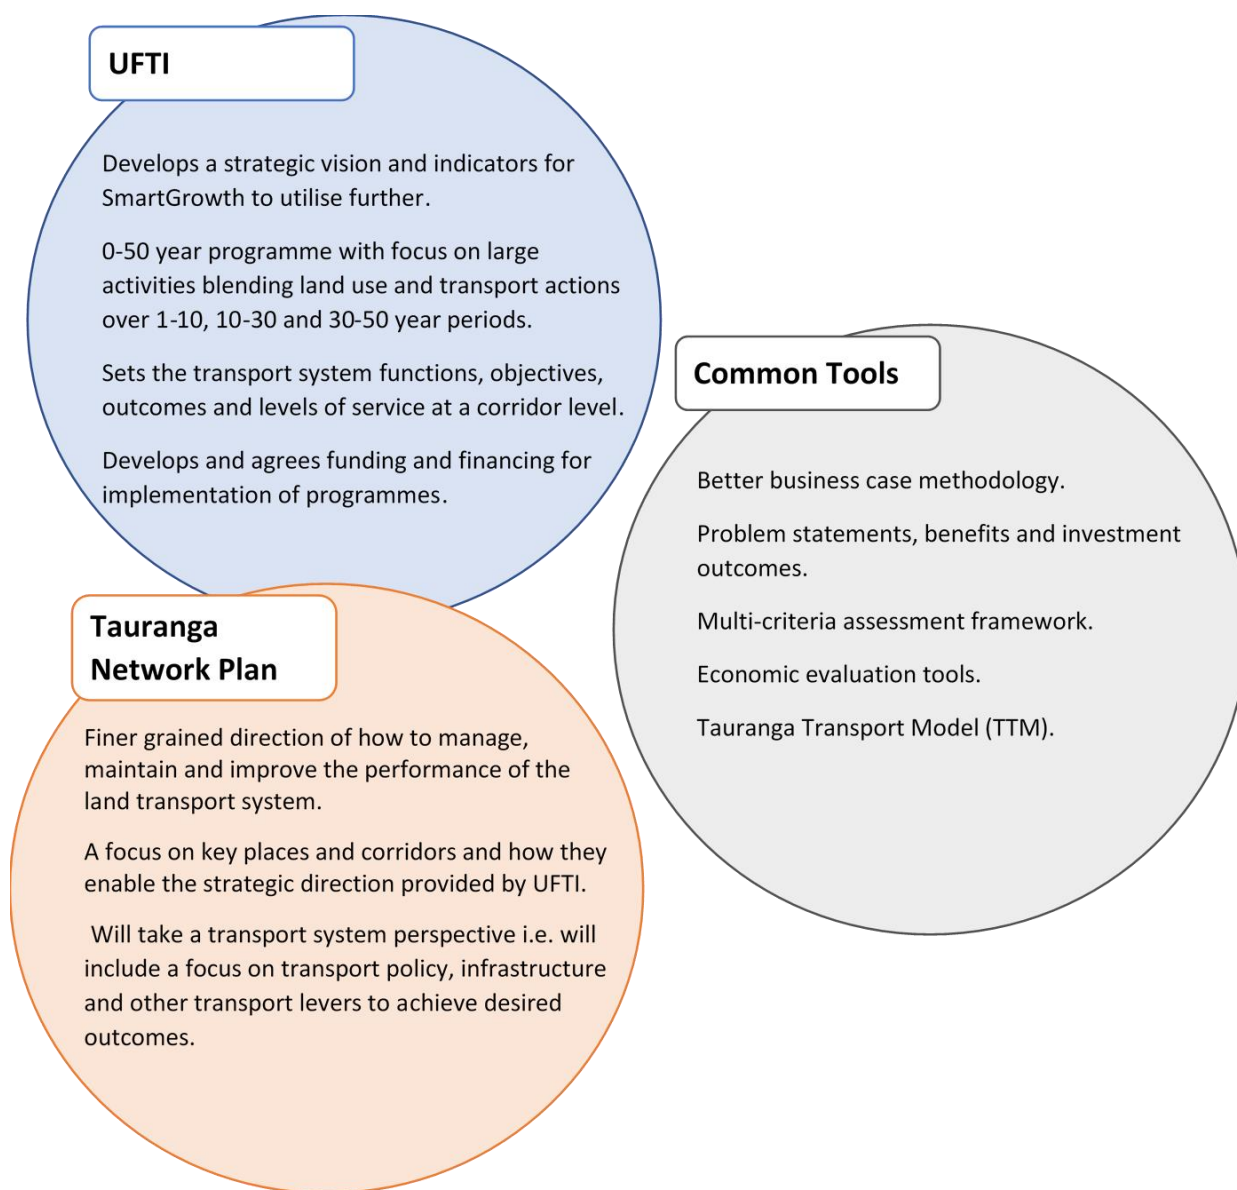 UFTI
Develops a strategic vision and indicators for
SmartGrowth to utilise further.
0-50 year programme with focus on large
activities blending land use and transport actions
over 1-10, 10-30 and 30-50 year periods.
Sets the transport system functions, objectives,
outcomes and levels of service at a corridor level.
Develops and agrees funding and financing for
implementation of programmes.
Common Tools
Better business case methodology.
Problem statements, benefits and investment
outcomes.
Multi-criteria assessment framework.
Economic evaluation tools.
Tauranga Transport Model (TTM).
Tauranga
Network Plan
Finer grained direction of how to manage,
maintain and improve the performance of the
land transport system.
A focus on key places and corridors and how they
enable the strategic direction provided by UFTI.
Will take a transport system perspective i.e. will
include a focus on transport policy, infrastructure
and other transport levers to achieve desired
outcomes.